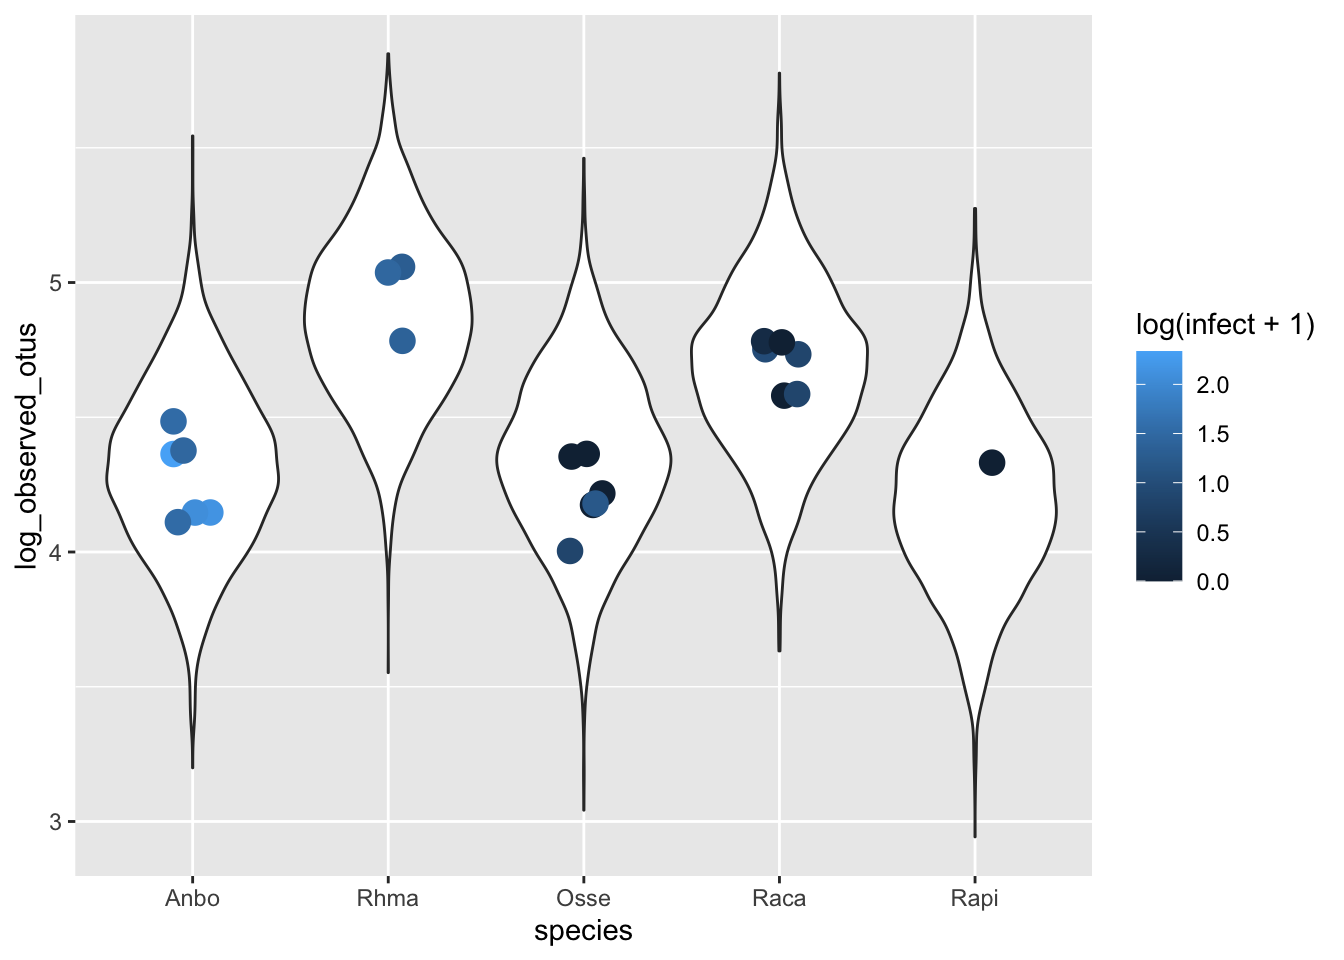 log_observed_otus
5
4
3
Anbo Rhma Osse Raca Rapi
species
log(infect + 1)
2.0
1.5
1.0
0.5
0.0